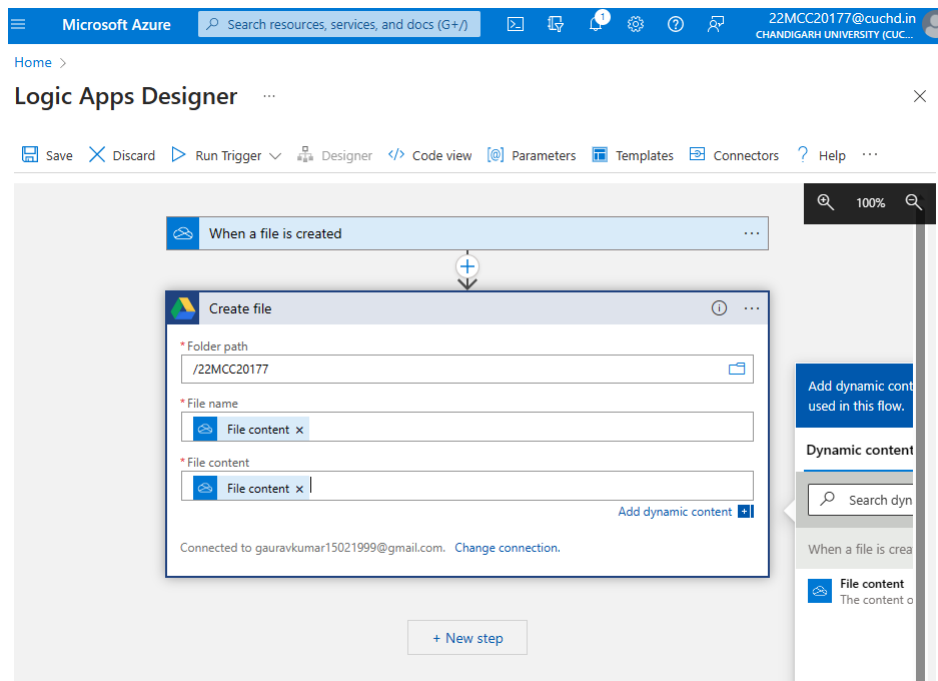 Microsoft Azure
Search resources, services, and docs (G+/)
1
22MCC20177@cuchd.in
CHANDIGARH UNIVERSITY (CUC...
Home >
Logic Apps Designer ...
Save Discard Run Trigger Designer </> Code view [@] Parameters Templates Connectors ? Help ...
100%
When a file is created ...
Create file ...
* Folder path
/22MCC20177
* File name
File content ×
* File content
File content ×
Add dynamic content +
Connected to gauravkumar15021999@gmail.com. Change connection.
+ New step
Add dynamic cont
used in this flow.
Dynamic content
Search dyn
When a file is crea
File content
The content o